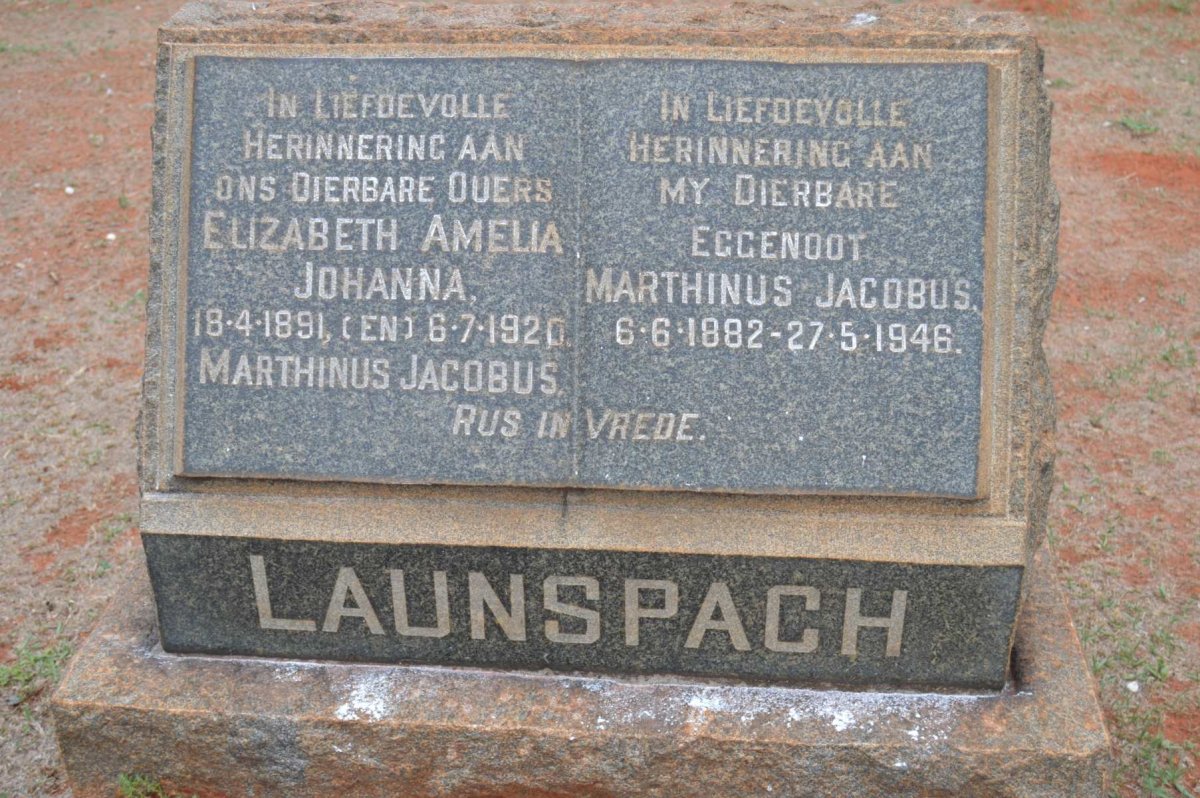 IN LIEFDEVOLLE
HERINNERING AAN
ONS DIERBARE OUERS
ELIZABETH AMELIA
JOHANNA.
18·4·1891, (EN) 6·7·1920.
MARTHINUS JACOBUS.
IN LIEFDEVOLLE
HERINNERING AAN
MY DIERBARE
EGGENOOT
MARTHINUS JACOBUS.
6·6·1882-27·5·1946.
RUS IN VREDE.
LAUNSPACH